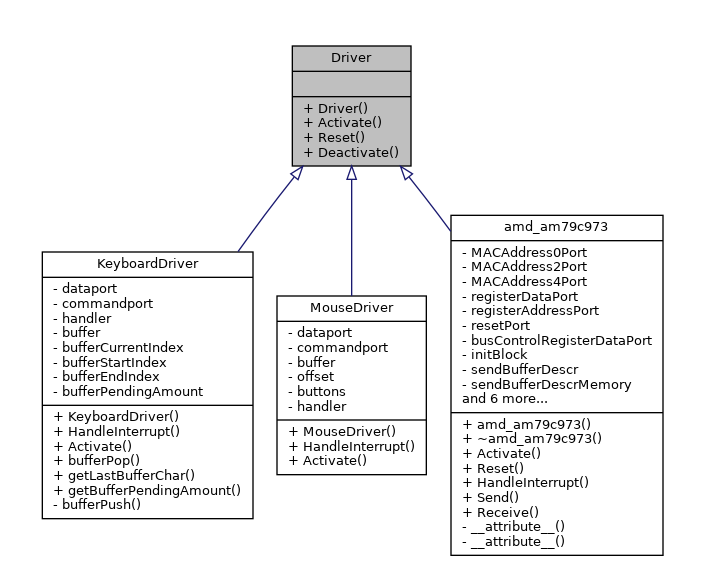 Driver
+ Driver()
+ Activate()
+ Reset()
+ Deactivate()
KeyboardDriver
- dataport
- commandport
- handler
- buffer
- bufferCurrentIndex
- bufferStartIndex
- bufferEndIndex
- bufferPendingAmount
+ KeyboardDriver()
+ HandleInterrupt()
+ Activate()
+ bufferPop()
+ getLastBufferChar()
+ getBufferPendingAmount()
- bufferPush()
MouseDriver
- dataport
- commandport
- buffer
- offset
- buttons
- handler
+ MouseDriver()
+ HandleInterrupt()
+ Activate()
amd_am79c973
- MACAddress0Port
- MACAddress2Port
- MACAddress4Port
- registerDataPort
- registerAddressPort
- resetPort
- busControlRegisterDataPort
- initBlock
- sendBufferDescr
- sendBufferDescrMemory
and 6 more...
+ amd_am79c973()
+ ~amd_am79c973()
+ Activate()
+ Reset()
+ HandleInterrupt()
+ Send()
+ Receive()
- __attribute__()
- __attribute__()